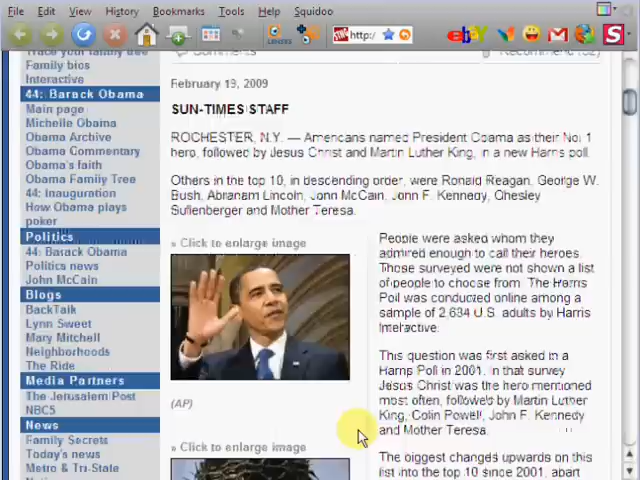 File Edit View History Bookmarks Tools Help Squidoo
http:/
Trace your family tree
Comments
Recommend (32)
Family bios
Interactive
44: Barack Obama
Main page
Michelle Obama
Obama Archive
Obama Commentary
Obama's faith
Obama Family Tree
44: Inauguration
How Obama plays
poker
Politics
44: Barack Obama
Politics news
John McCain
Blogs
BackTalk
Lynn Sweet
Mary Mitchell
Neighborhoods
The Ride
Media Partners
The Jerusalem Post
NBC5
News
Family Secrets
Today's news
Metro & Tri-State
February 19, 2009
SUN-TIMES STAFF
ROCHESTER, N.Y. — Americans named President Obama as their No. 1
hero, followed by Jesus Christ and Martin Luther King, in a new Harris poll.
Others in the top 10, in descending order, were Ronald Reagan, George W.
Bush, Abraham Lincoln, John McCain, John F. Kennedy, Chesley
Sullenberger and Mother Teresa.
» Click to enlarge image
(AP)
» Click to enlarge image
People were asked whom they
admired enough to call their heroes.
Those surveyed were not shown a list
of people to choose from. The Harris
Poll was conducted online among a
sample of 2,634 U.S. adults by Harris
Interactive.
This question was first asked in a
Harris Poll in 2001. In that survey
Jesus Christ was the hero mentioned
most often, followed by Martin Luther
King, Colin Powell, John F. Kennedy
and Mother Teresa.
The biggest changes upwards on this
list into the top 10 since 2001, apart